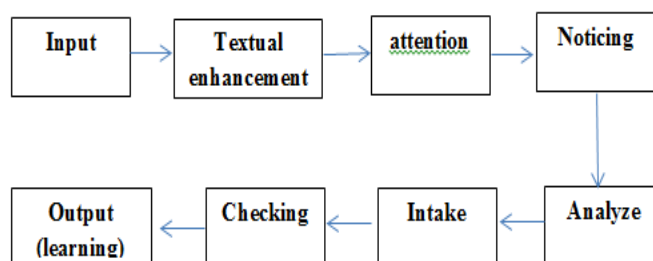 Input
Textual
enhancement
attention
Noticing
Analyze
Intake
Checking
Output
(learning)